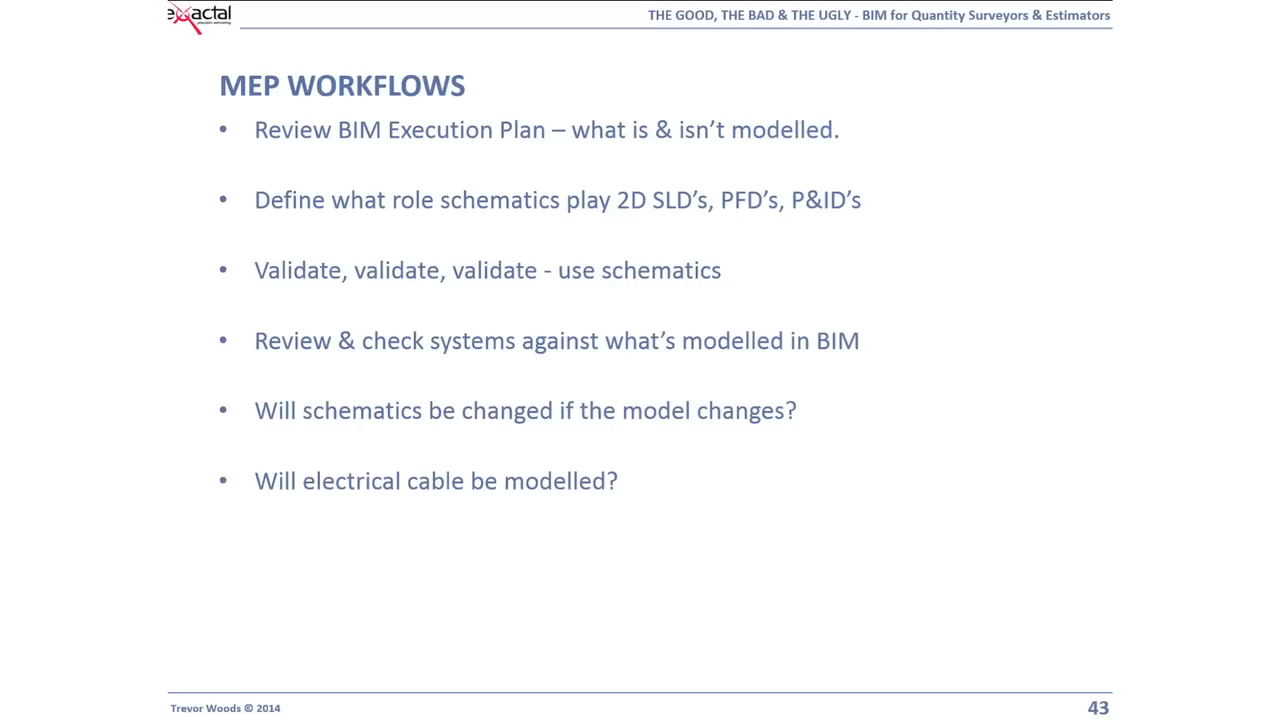 exactal
THE GOOD, THE BAD & THE UGLY - BIM for Quantity Surveyors & Estimators
MEP WORKFLOWS
• Review BIM Execution Plan – what is & isn’t modelled.
• Define what role schematics play 2D SLD’s, PFD’s, P&ID’s
• Validate, validate, validate - use schematics
• Review & check systems against what’s modelled in BIM
• Will schematics be changed if the model changes?
• Will electrical cable be modelled?
Trevor Woods © 2014
43